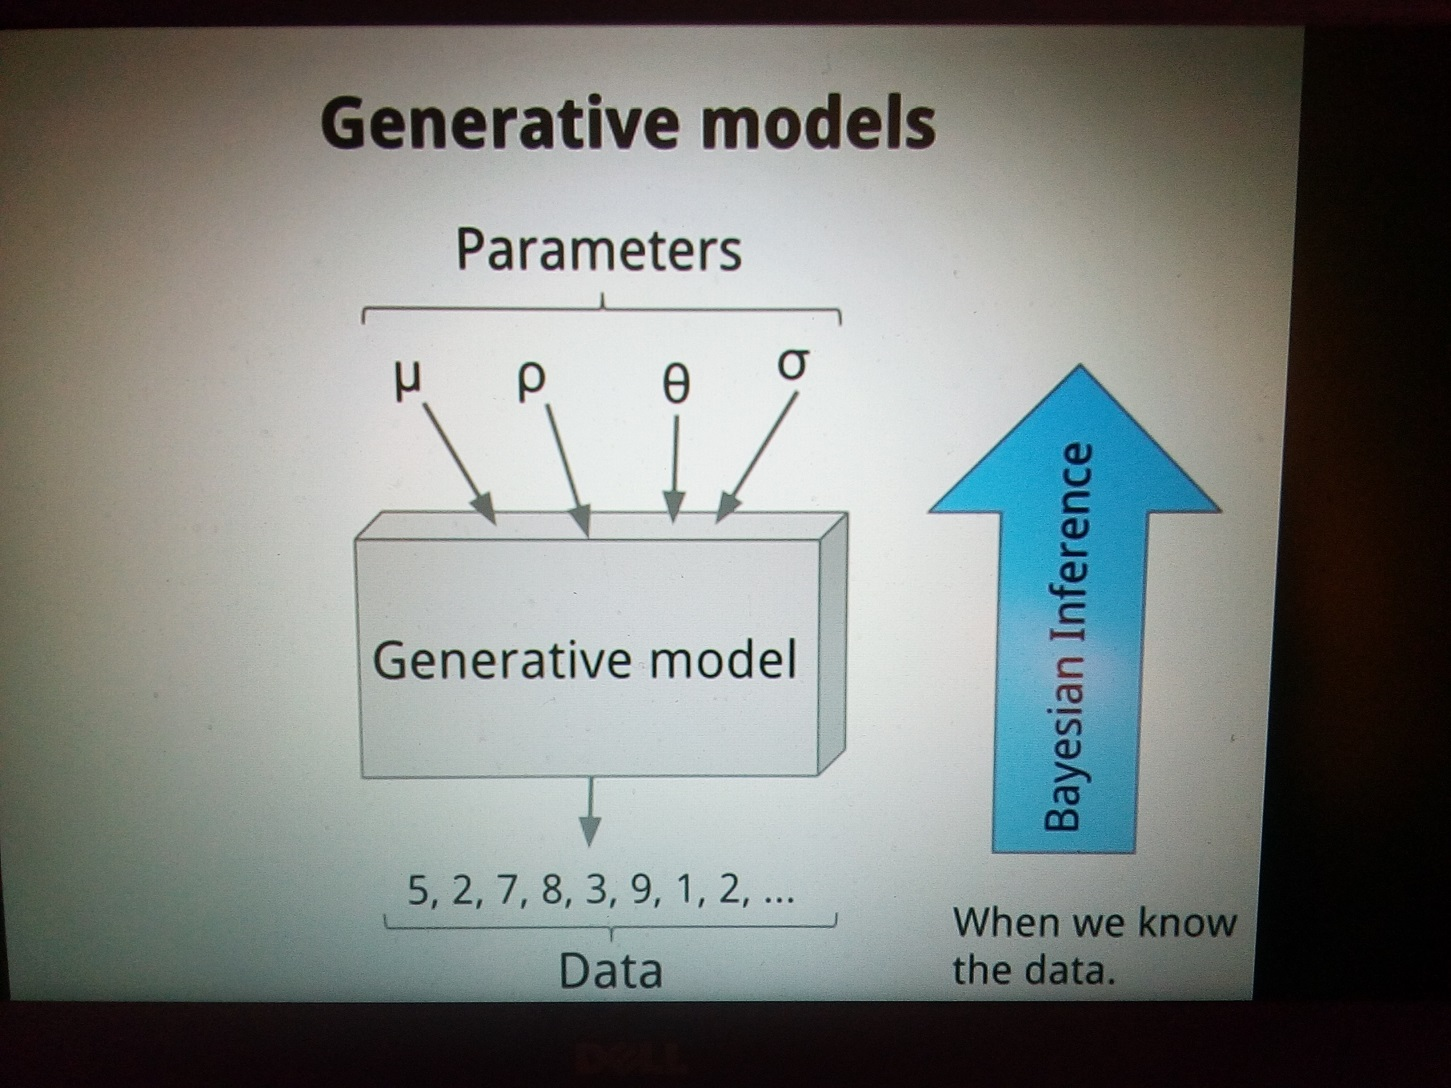 Generative models
Parameters
μ ρ θ σ
Generative model
Bayesian Inference
5, 2, 7, 8, 3, 9, 1, 2, ...
Data
When we know
the data.
DELL